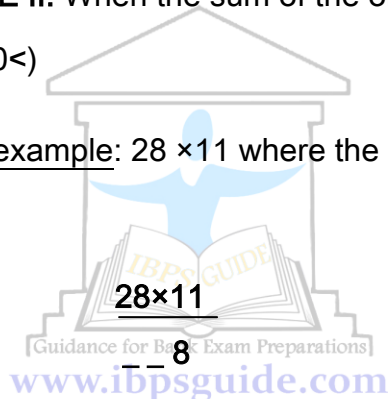 E II: When the sum of the
0<)
example: 28 ×11 where the
IBPS GUIDE
28×11
_ _ 8
[Guidance for Bank Exam Preparations]
www.ibpsguide.com